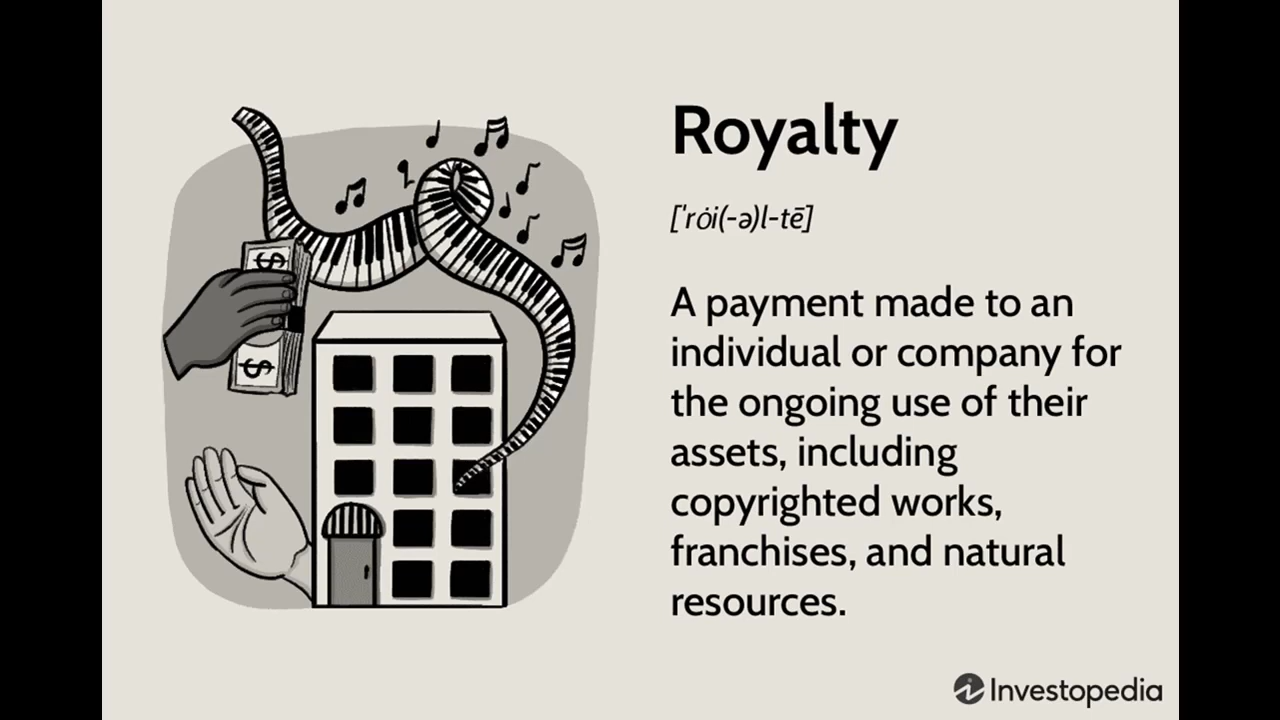 Royalty
['rȯi(-ə)l-tē]
A payment made to an
individual or company for
the ongoing use of their
assets, including
copyrighted works,
franchises, and natural
resources.
$
$
Investopedia